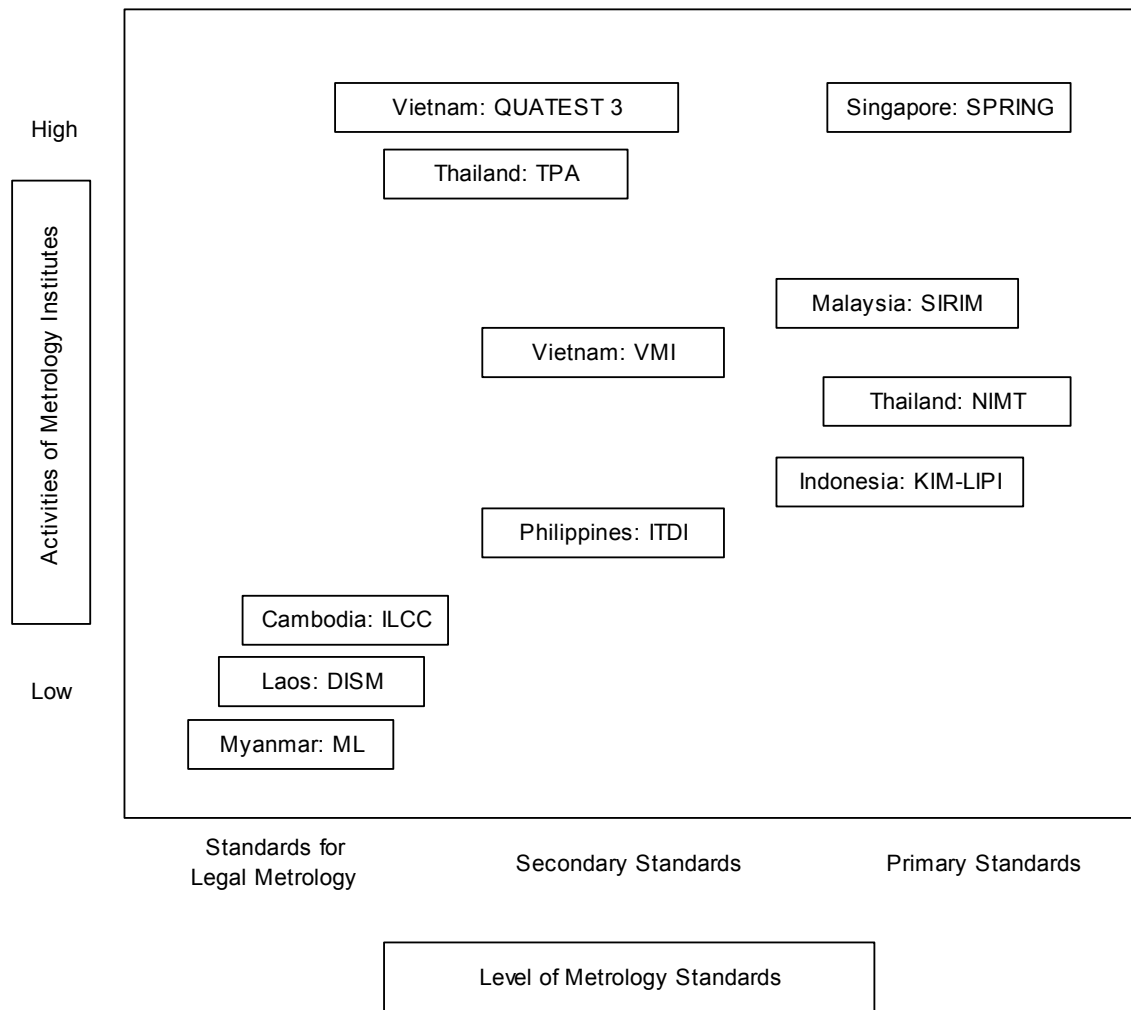 Vietnam: QUATEST 3
Singapore: SPRING
High
Thailand: TPA
Activities of Metrology Institutes
Malaysia: SIRIM
Vietnam: VMI
Thailand: NIMT
Indonesia: KIM-LIPI
Philippines: ITDI
Cambodia: ILCC
Laos: DISM
Low
Myanmar: ML
Standards for
Legal Metrology
Secondary Standards
Primary Standards
Level of Metrology Standards